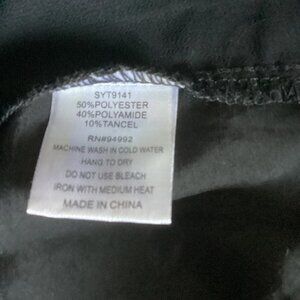 SYT9141
50%POLYESTER
40%POLYAMIDE
10%TANCEL
RN#94992
MACHINE WASH IN COLD WATER
HANG TO DRY
DO NOT USE BLEACH
IRON WITH MEDIUM HEAT
MADE IN CHINA